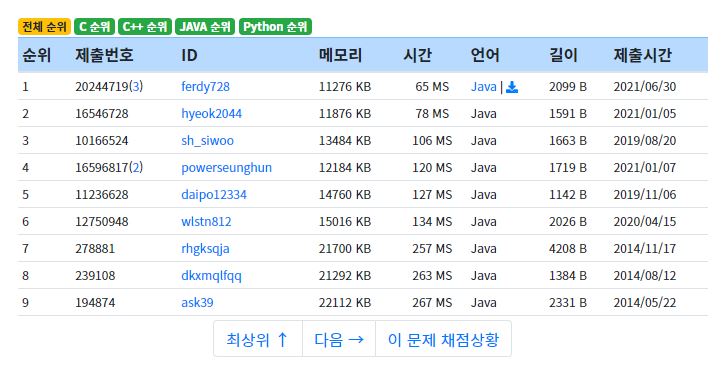 전체 순위 C 순위 C++ 순위 JAVA 순위 Python 순위
순위 제출번호 ID 메모리 시간 언어 길이 제출시간
1 20244719(3) ferdy728 11276 KB 65 MS Java | 2099 B 2021/06/30
2 16546728 hyeok2044 11876 KB 78 MS Java 1591 B 2021/01/05
3 10166524 sh_siwoo 13484 KB 106 MS Java 1663 B 2019/08/20
4 16596817(2) powerseunghun 12184 KB 120 MS Java 1719 B 2021/01/07
5 11236628 daipo12334 14760 KB 127 MS Java 1142 B 2019/11/06
6 12750948 wlstn812 15016 KB 134 MS Java 2026 B 2020/04/15
7 278881 rhgksqja 21700 KB 257 MS Java 4208 B 2014/11/17
8 239108 dkxmqlfqq 21292 KB 263 MS Java 1384 B 2014/08/12
9 194874 ask39 22112 KB 267 MS Java 2331 B 2014/05/22
최상위 ↑ 다음 → 이 문제 채점상황